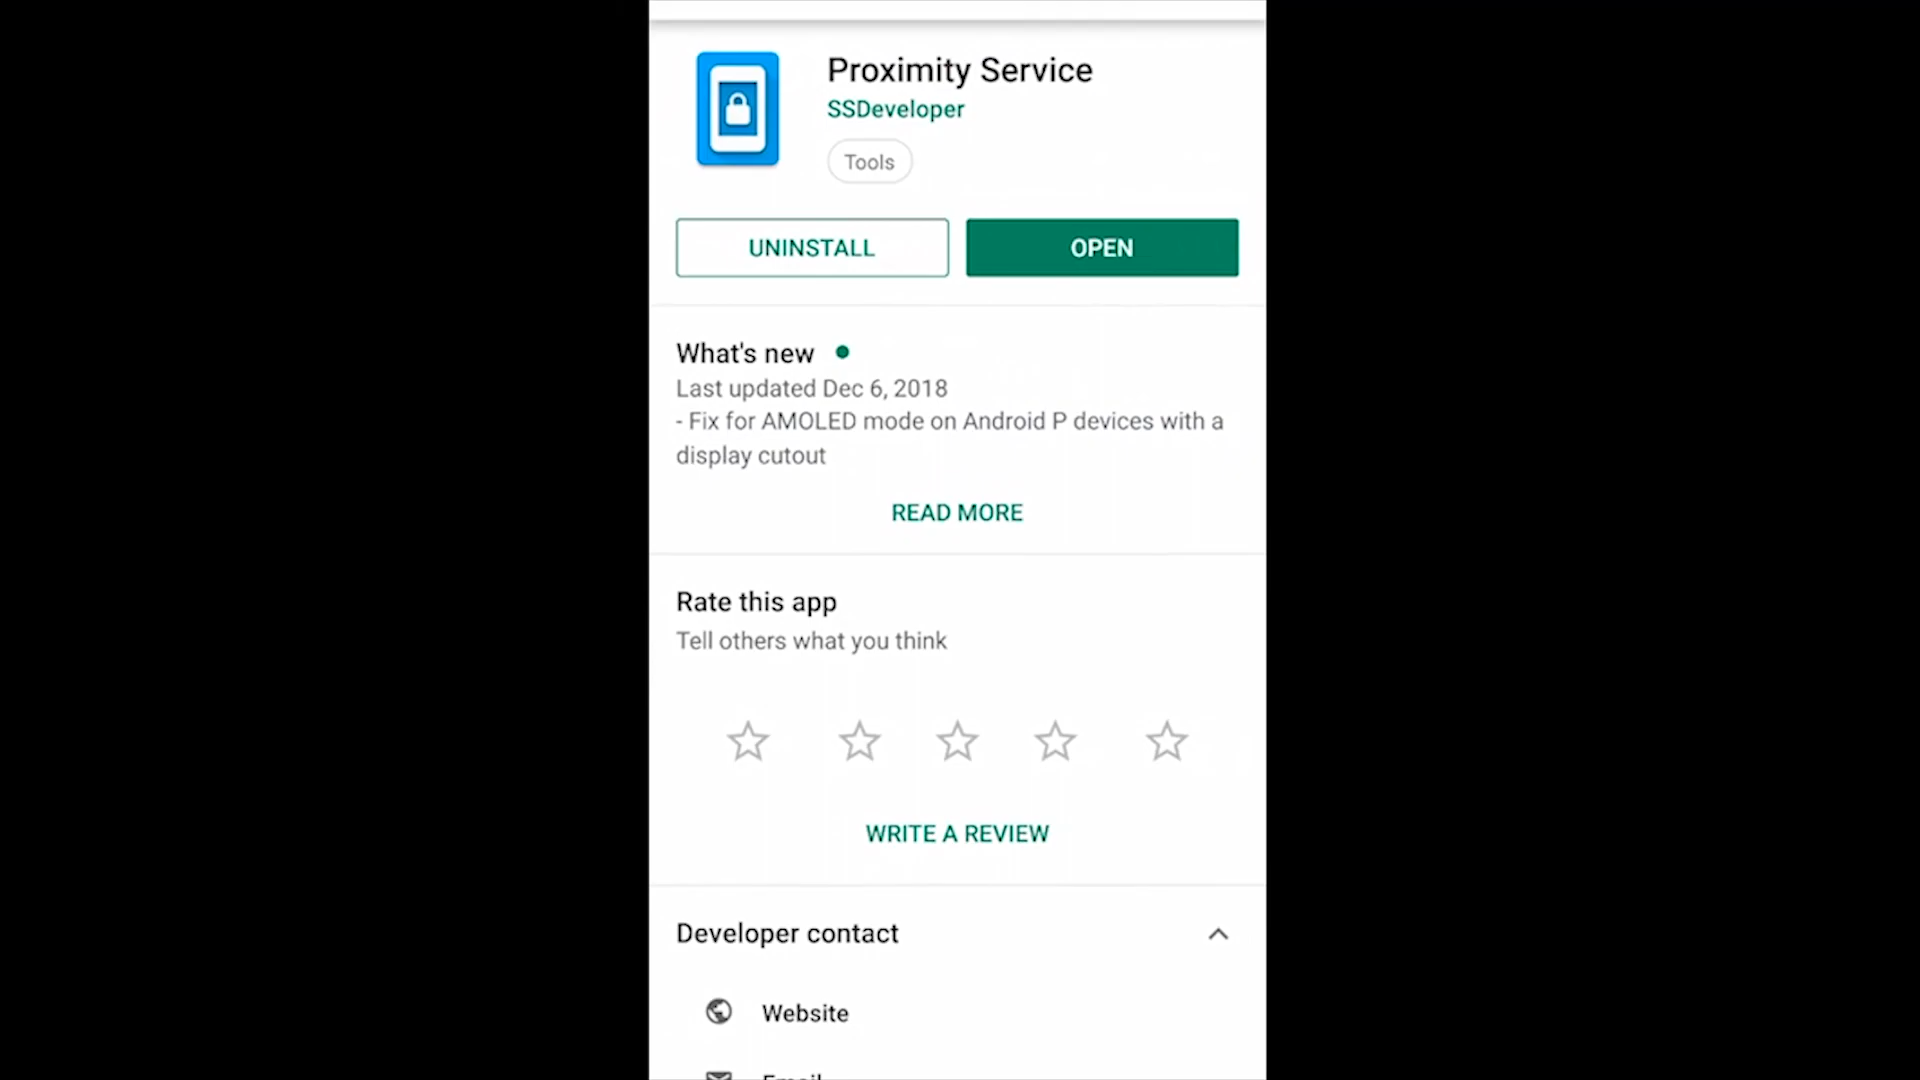 Proximity Service
SSDeveloper
Tools
UNINSTALL
OPEN
What's new
Last updated Dec 6, 2018
- Fix for AMOLED mode on Android P devices with a
display cutout
READ MORE
Rate this app
Tell others what you think
WRITE A REVIEW
Developer contact
Website
Email